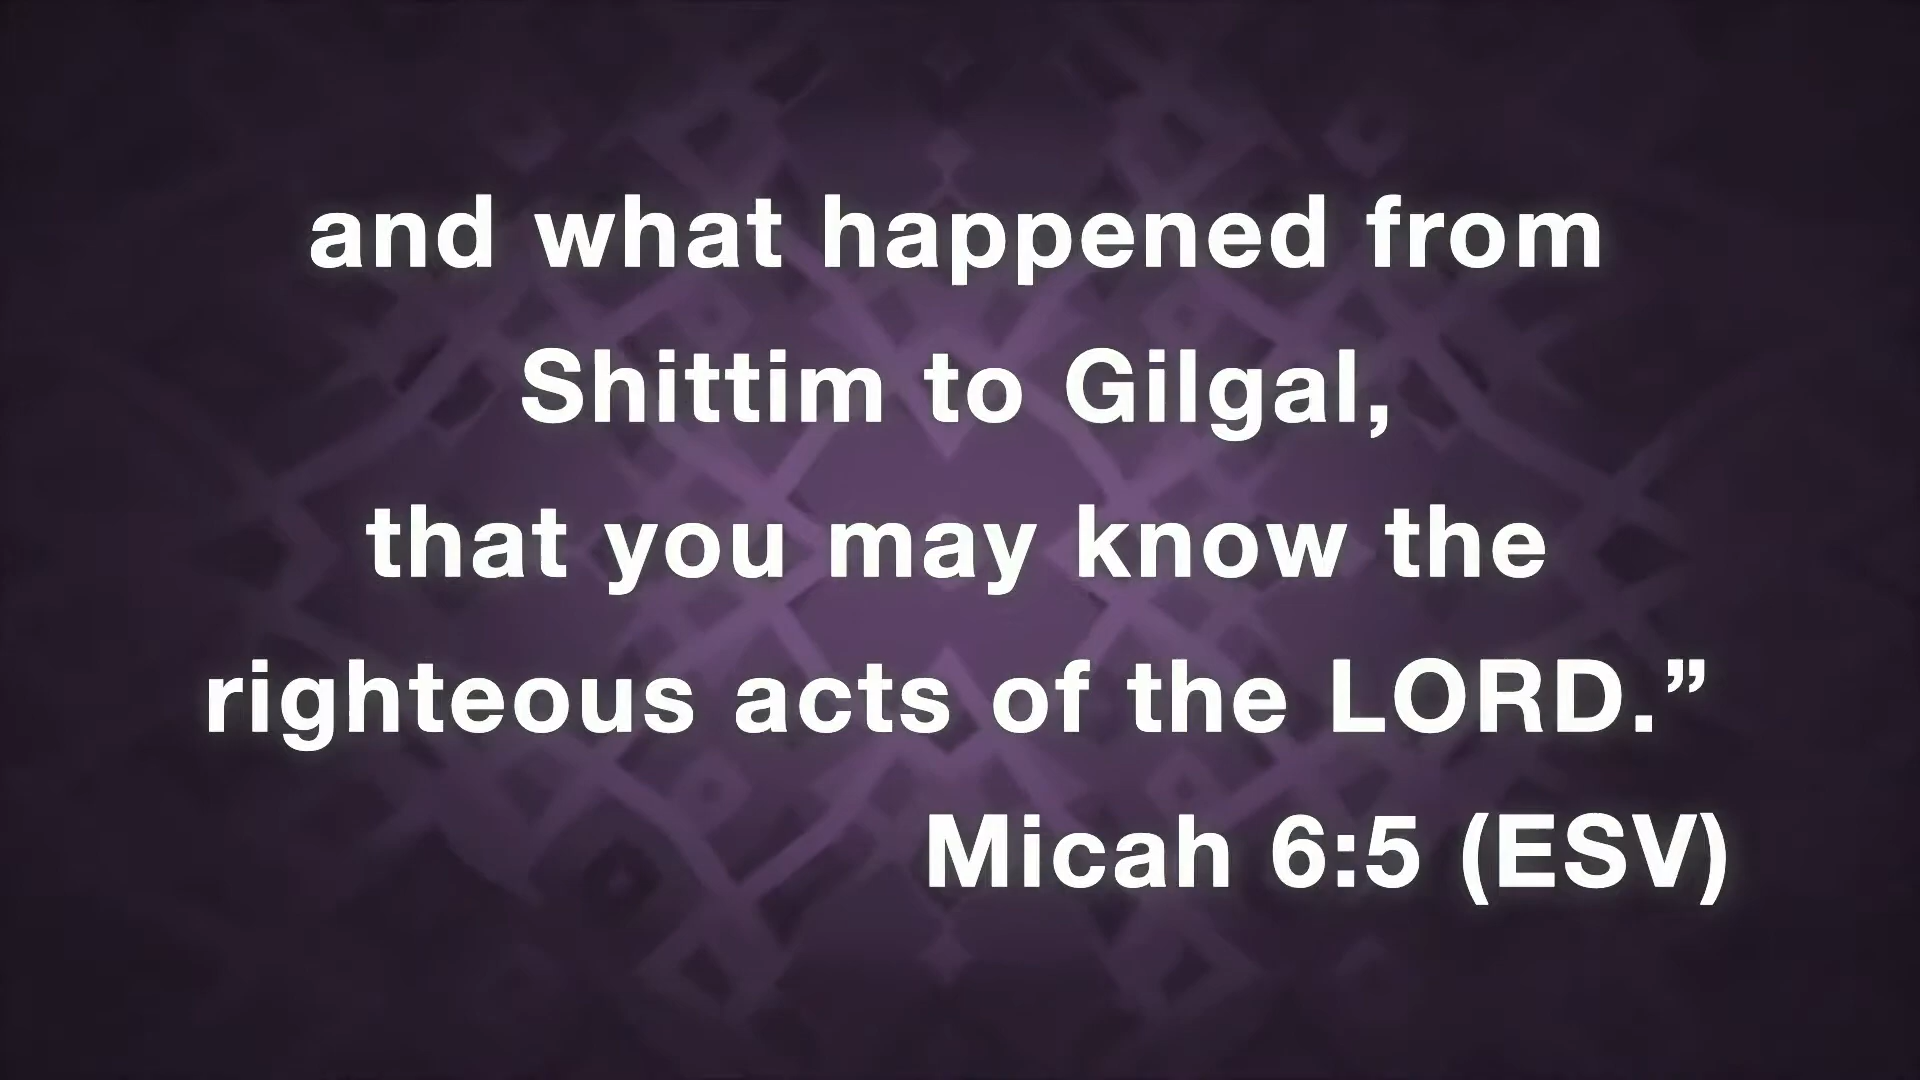 and what happened from
Shittim to Gilgal,
that you may know the
righteous acts of the LORD.”
Micah 6:5 (ESV)